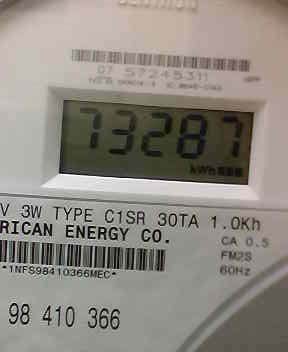 07 57245311
73287
kWh
V 3W TYPE C1SR 30TA 1.0Kh
RICAN ENERGY CO.
CA 0.5
FM2S
60Hz
*1NFS98410366MEC*
98 410 366